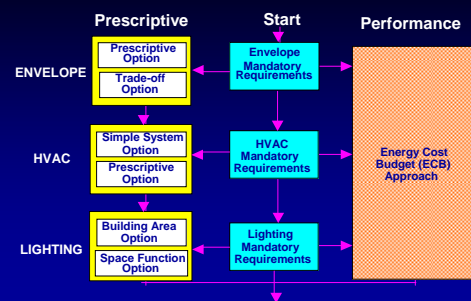 Prescriptive
Start
Performance
ENVELOPE
Prescriptive
Option
Trade-off
Option
Envelope
Mandatory
Requirements
HVAC
Simple System
Option
Prescriptive
Option
HVAC
Mandatory
Requirements
Energy Cost
Budget (ECB)
Approach
LIGHTING
Building Area
Option
Space Function
Option
Lighting
Mandatory
Requirements